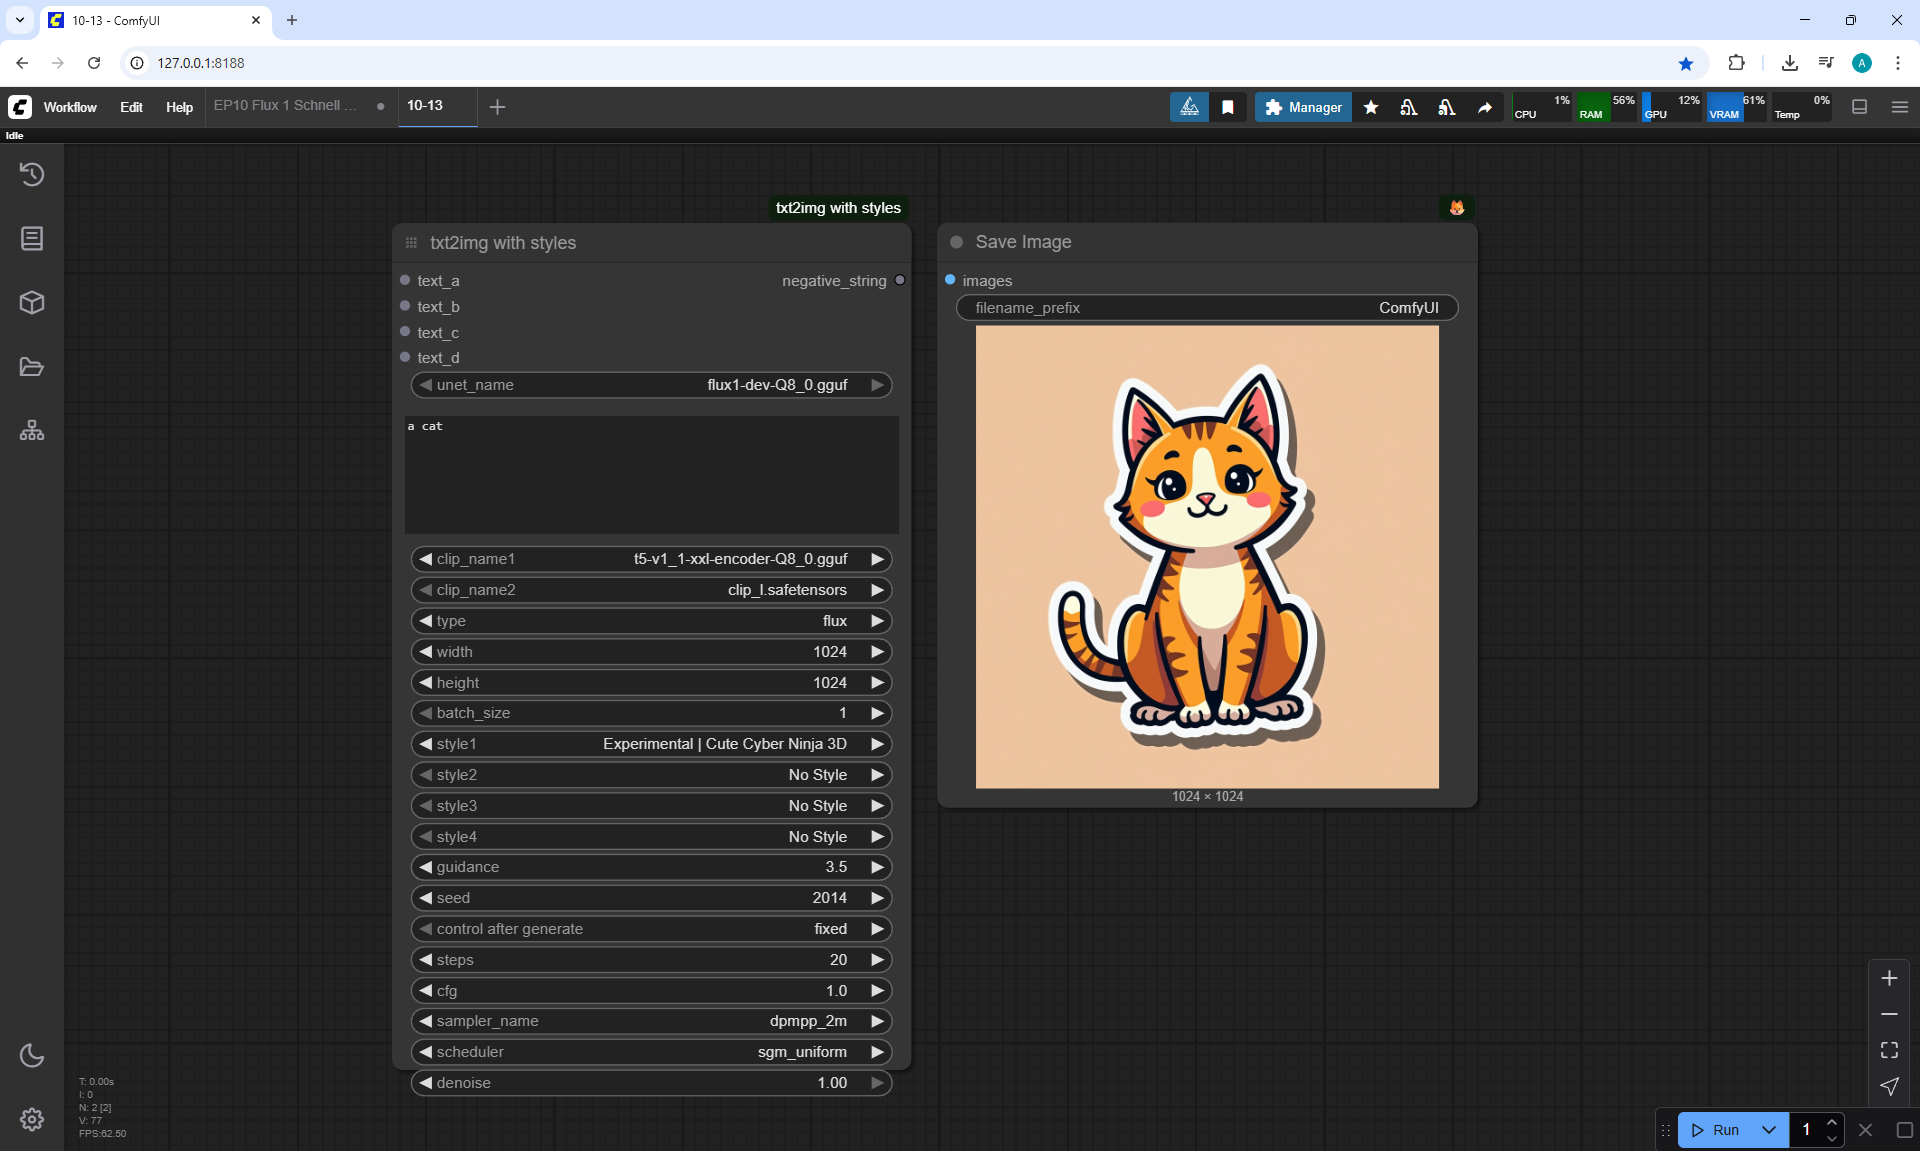 10-13 - ComfyUI
127.0.0.1:8188
A
Workflow Edit Help EP10 Flux 1 Schnell ... 10-13
Manager
CPU 1% RAM 56% GPU 12% VRAM 61% Temp 0%
Idle
txt2img with styles
txt2img with styles
text_a negative_string
text_b
text_c
text_d
unet_name flux1-dev-Q8_0.gguf
a cat
clip_name1 t5-v1_1-xxl-encoder-Q8_0.gguf
clip_name2 clip_l.safetensors
type flux
width 1024
height 1024
batch_size 1
style1 Experimental | Cute Cyber Ninja 3D
style2 No Style
style3 No Style
style4 No Style
guidance 3.5
seed 2014
control after generate fixed
steps 20
cfg 1.0
sampler_name dpmpp_2m
scheduler sgm_uniform
denoise 1.00
Save Image
images
filename_prefix ComfyUI
1024 × 1024
T: 0.00s
I: 0
N: 2 [2]
V: 77
FPS:62.50
Run 1